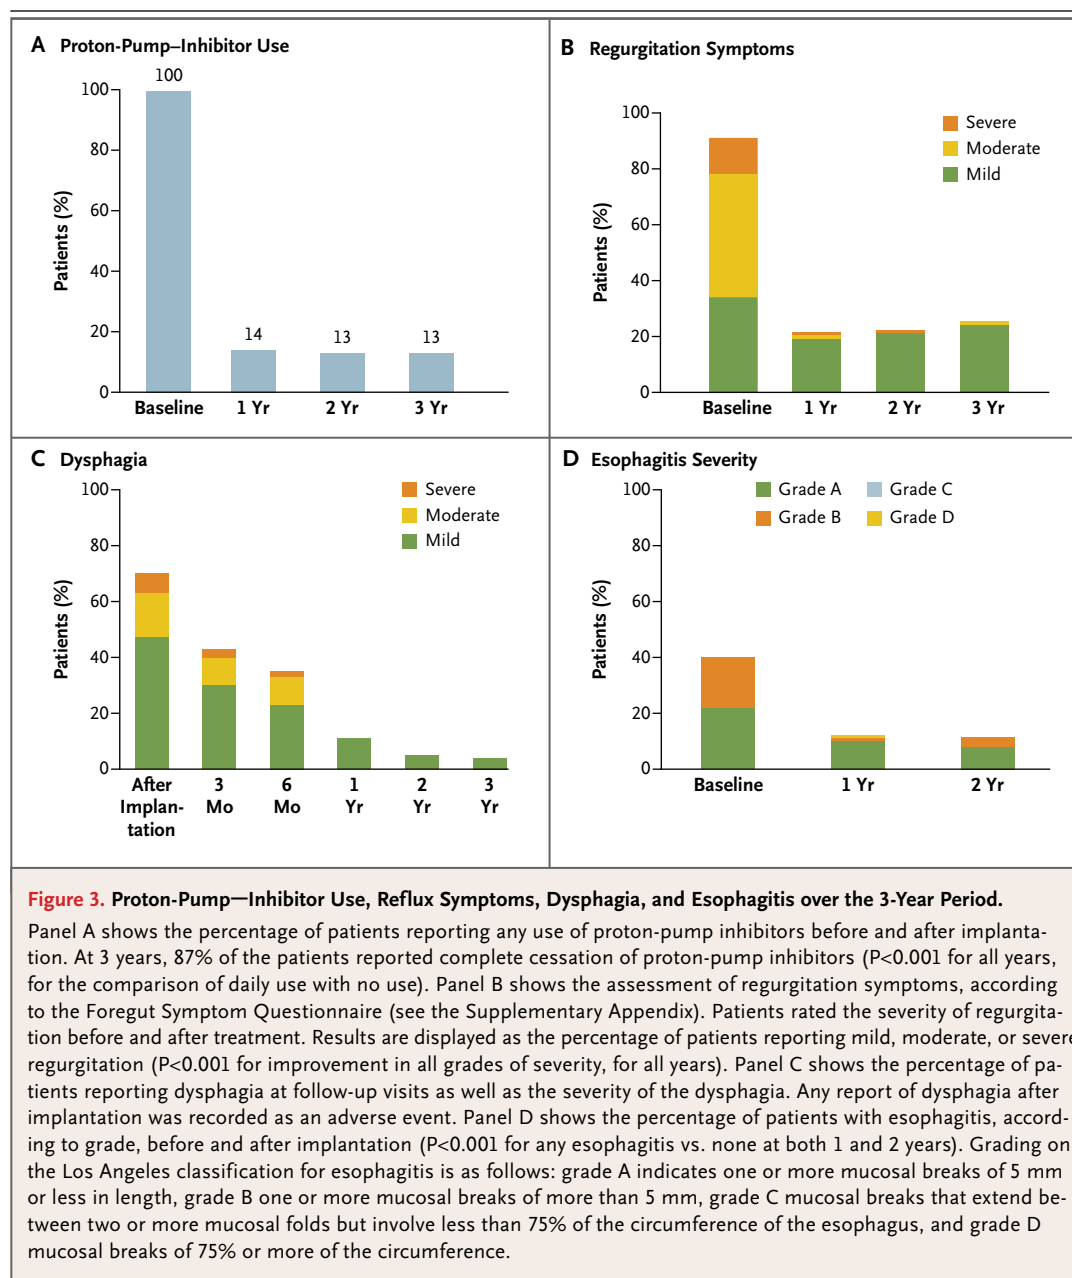 A Proton-Pump–Inhibitor Use
100
100
80
60
40
20
0
14
13
13
Patients (%)
Baseline
1 Yr
2 Yr
3 Yr
B Regurgitation Symptoms
100
80
60
40
20
0
Patients (%)
Severe
Moderate
Mild
Baseline
1 Yr
2 Yr
3 Yr
C Dysphagia
100
80
60
40
20
0
Patients (%)
Severe
Moderate
Mild
After
Implan-
tation
3
Mo
6
Mo
1
Yr
2
Yr
3
Yr
D Esophagitis Severity
100
80
60
40
20
0
Patients (%)
Grade A
Grade C
Grade B
Grade D
Baseline
1 Yr
2 Yr
Figure 3. Proton-Pump—Inhibitor Use, Reflux Symptoms, Dysphagia, and Esophagitis over the 3-Year Period.
Panel A shows the percentage of patients reporting any use of proton-pump inhibitors before and after implanta-
tion. At 3 years, 87% of the patients reported complete cessation of proton-pump inhibitors (P<0.001 for all years,
for the comparison of daily use with no use). Panel B shows the assessment of regurgitation symptoms, according
to the Foregut Symptom Questionnaire (see the Supplementary Appendix). Patients rated the severity of regurgita-
tion before and after treatment. Results are displayed as the percentage of patients reporting mild, moderate, or severe
regurgitation (P<0.001 for improvement in all grades of severity, for all years). Panel C shows the percentage of pa-
tients reporting dysphagia at follow-up visits as well as the severity of the dysphagia. Any report of dysphagia after
implantation was recorded as an adverse event. Panel D shows the percentage of patients with esophagitis, accord-
ing to grade, before and after implantation (P<0.001 for any esophagitis vs. none at both 1 and 2 years). Grading on
the Los Angeles classification for esophagitis is as follows: grade A indicates one or more mucosal breaks of 5 mm
or less in length, grade B one or more mucosal breaks of more than 5 mm, grade C mucosal breaks that extend be-
tween two or more mucosal folds but involve less than 75% of the circumference of the esophagus, and grade D
mucosal breaks of 75% or more of the circumference.